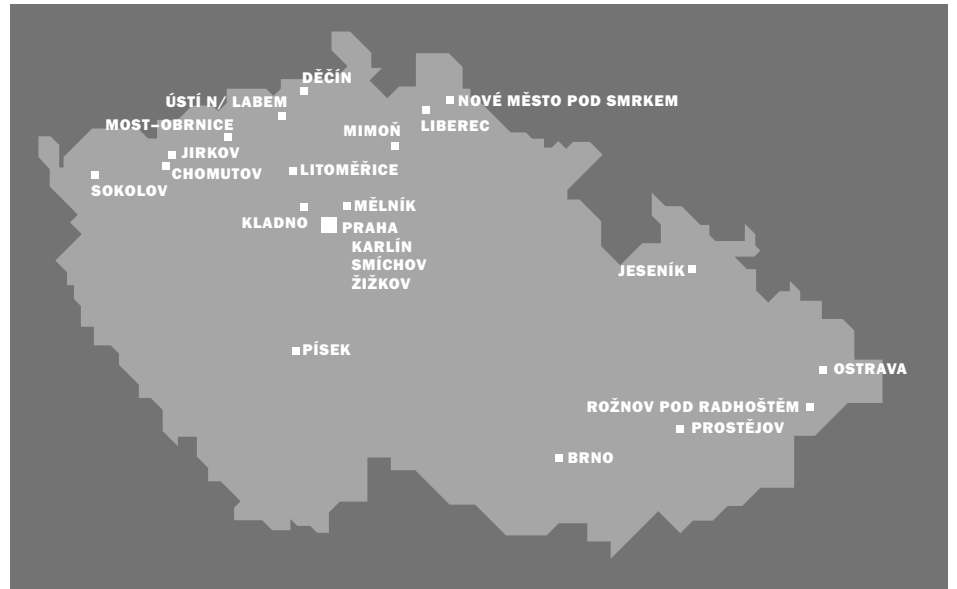 DĚČÍN
ÚSTÍ N/ LABEM
NOVÉ MĚSTO POD SMRKEM
MOST–OBRNICE
MIMOŇ
LIBEREC
JIRKOV
CHOMUTOV
LITOMĚŘICE
SOKOLOV
MĚLNÍK
KLADNO
PRAHA
KARLÍN
SMÍCHOV
ŽIŽKOV
JESENÍK
PÍSEK
OSTRAVA
ROŽNOV POD RADHOŠTĚM
PROSTĚJOV
BRNO